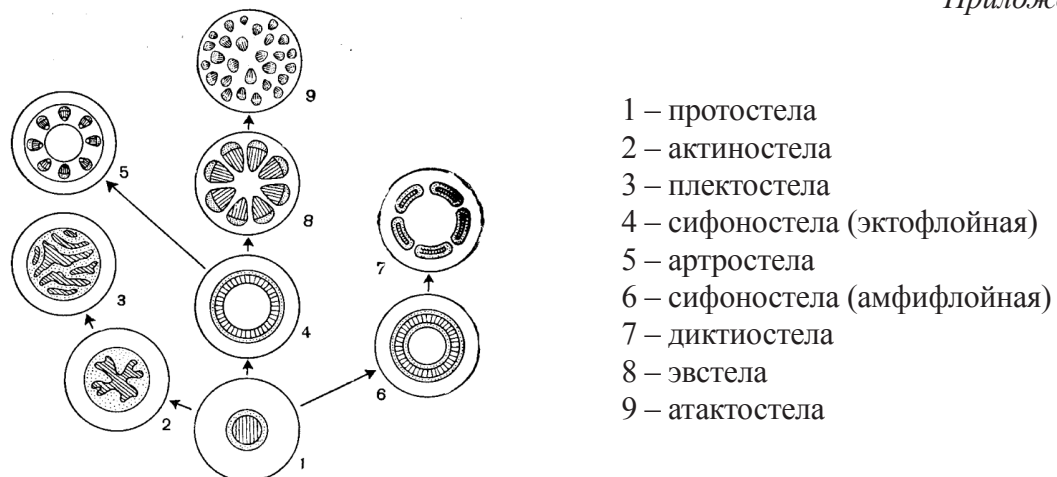 Прилож
1 – протостела
2 – актиностела
3 – плектостела
4 – сифоностела (эктофлойная)
5 – артростела
6 – сифоностела (амфифлойная)
7 – диктиостела
8 – эвстела
9 – атактостела
9
5
8
7
3
4
6
2
1